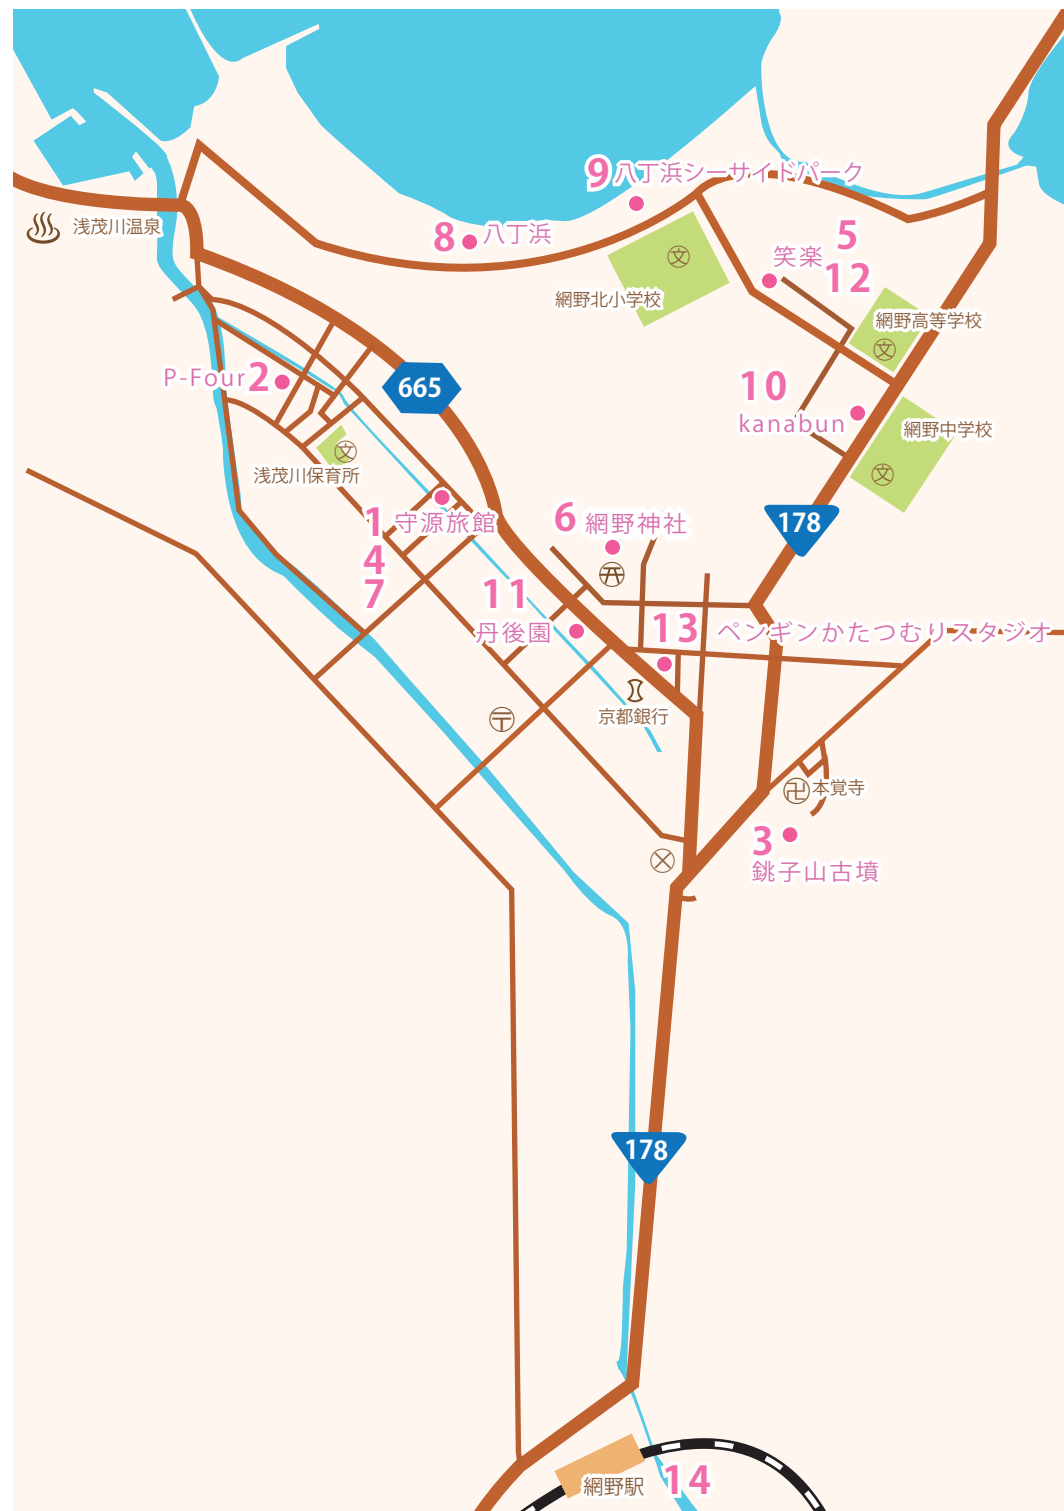 9 八丁浜シーサイドパーク
浅茂川温泉
8 八丁浜
文
笑楽 5
12
網野北小学校
網野高等学校
文
P-Four 2
665
10
kanabun
網野中学校
文
文
浅茂川保育所
1 守源旅館
4
7
6 網野神社
178
11
丹後園
13 ペンギンかたつむりスタジオ
京都銀行
〒
卍 本覚寺
3
銚子山古墳
178
網野駅 14